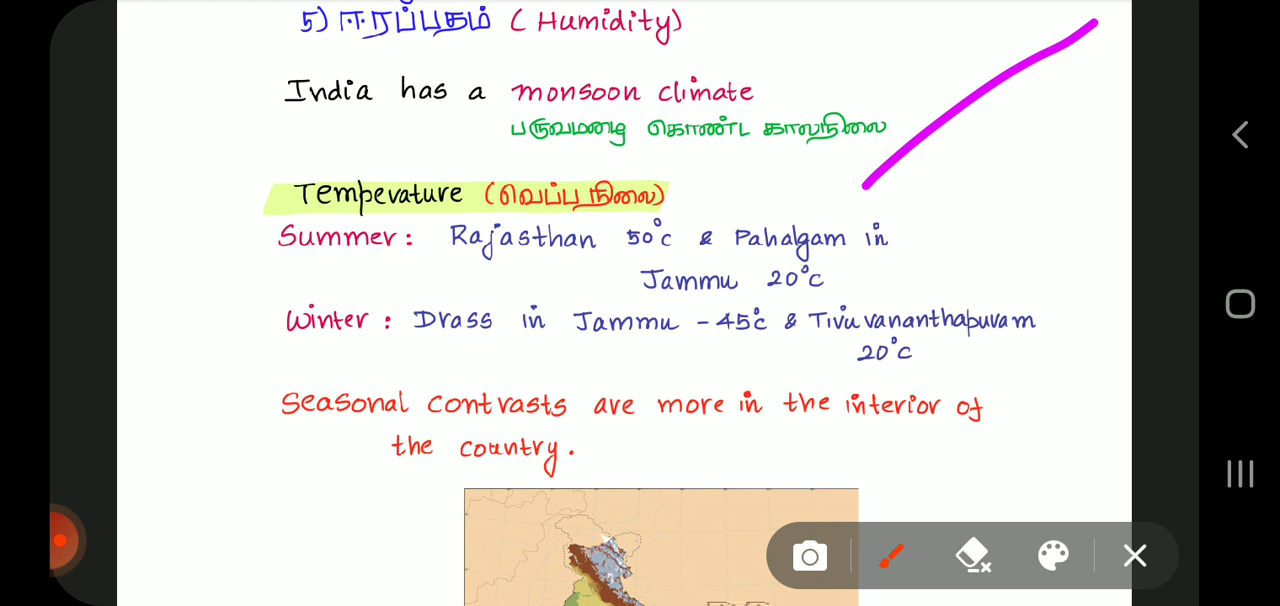 5) ஈரப்பதம் ( Humidity)
India has a monsoon climate
பருவமழை கொண்ட காலநிலை
Temperature (வெப்பநிலை)
Summer: Rajasthan 50°c & Pahalgam in
Jammu 20°c
Winter: Drass in Jammu -45°c & Tiruvananthapuram
20°c
Seasonal contrasts are more in the interior of
the country.